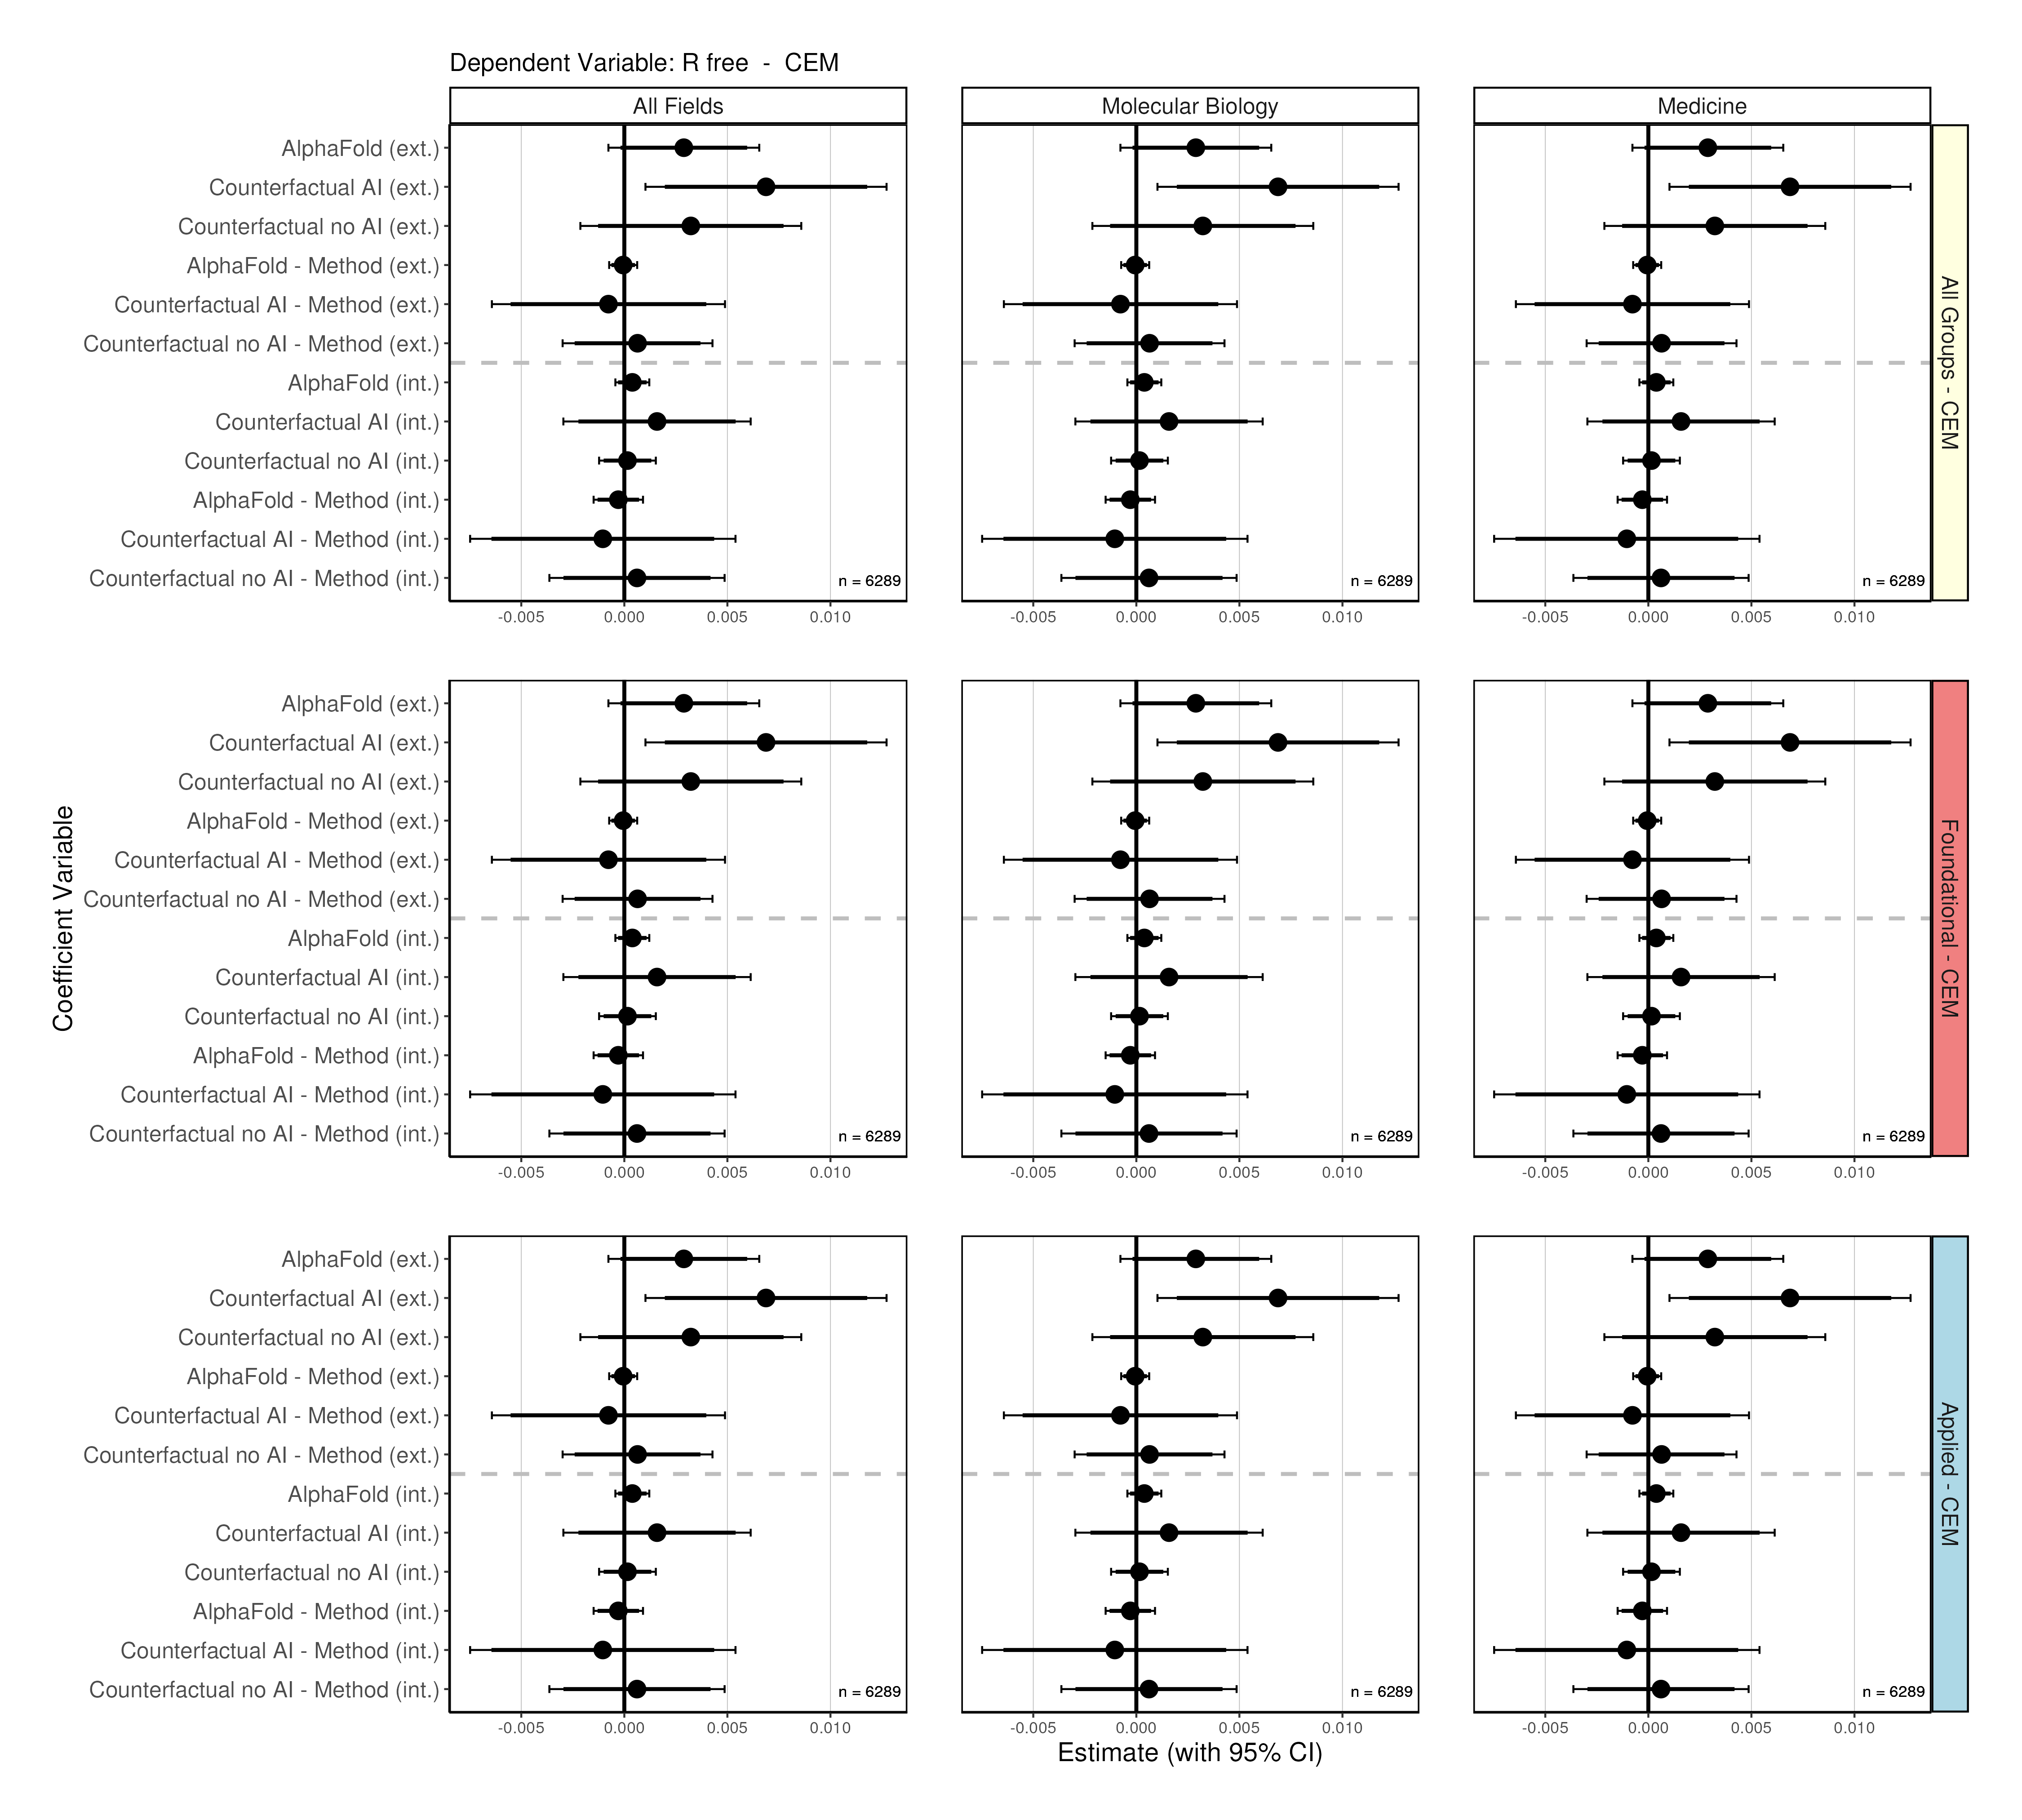 Dependent Variable: R free - CEM
All Fields
Molecular Biology
Medicine
AlphaFold (ext.)
Counterfactual AI (ext.)
Counterfactual no AI (ext.)
AlphaFold - Method (ext.)
Counterfactual AI - Method (ext.)
Counterfactual no AI - Method (ext.)
AlphaFold (int.)
Counterfactual AI (int.)
Counterfactual no AI (int.)
AlphaFold - Method (int.)
Counterfactual AI - Method (int.)
Counterfactual no AI - Method (int.)
n = 6289
n = 6289
n = 6289
All Groups - CEM
-0.005 0.000 0.005 0.010
-0.005 0.000 0.005 0.010
-0.005 0.000 0.005 0.010
Coefficient Variable
AlphaFold (ext.)
Counterfactual AI (ext.)
Counterfactual no AI (ext.)
AlphaFold - Method (ext.)
Counterfactual AI - Method (ext.)
Counterfactual no AI - Method (ext.)
AlphaFold (int.)
Counterfactual AI (int.)
Counterfactual no AI (int.)
AlphaFold - Method (int.)
Counterfactual AI - Method (int.)
Counterfactual no AI - Method (int.)
n = 6289
n = 6289
n = 6289
Foundational - CEM
-0.005 0.000 0.005 0.010
-0.005 0.000 0.005 0.010
-0.005 0.000 0.005 0.010
AlphaFold (ext.)
Counterfactual AI (ext.)
Counterfactual no AI (ext.)
AlphaFold - Method (ext.)
Counterfactual AI - Method (ext.)
Counterfactual no AI - Method (ext.)
AlphaFold (int.)
Counterfactual AI (int.)
Counterfactual no AI (int.)
AlphaFold - Method (int.)
Counterfactual AI - Method (int.)
Counterfactual no AI - Method (int.)
n = 6289
n = 6289
n = 6289
Applied - CEM
-0.005 0.000 0.005 0.010
-0.005 0.000 0.005 0.010
-0.005 0.000 0.005 0.010
Estimate (with 95% CI)